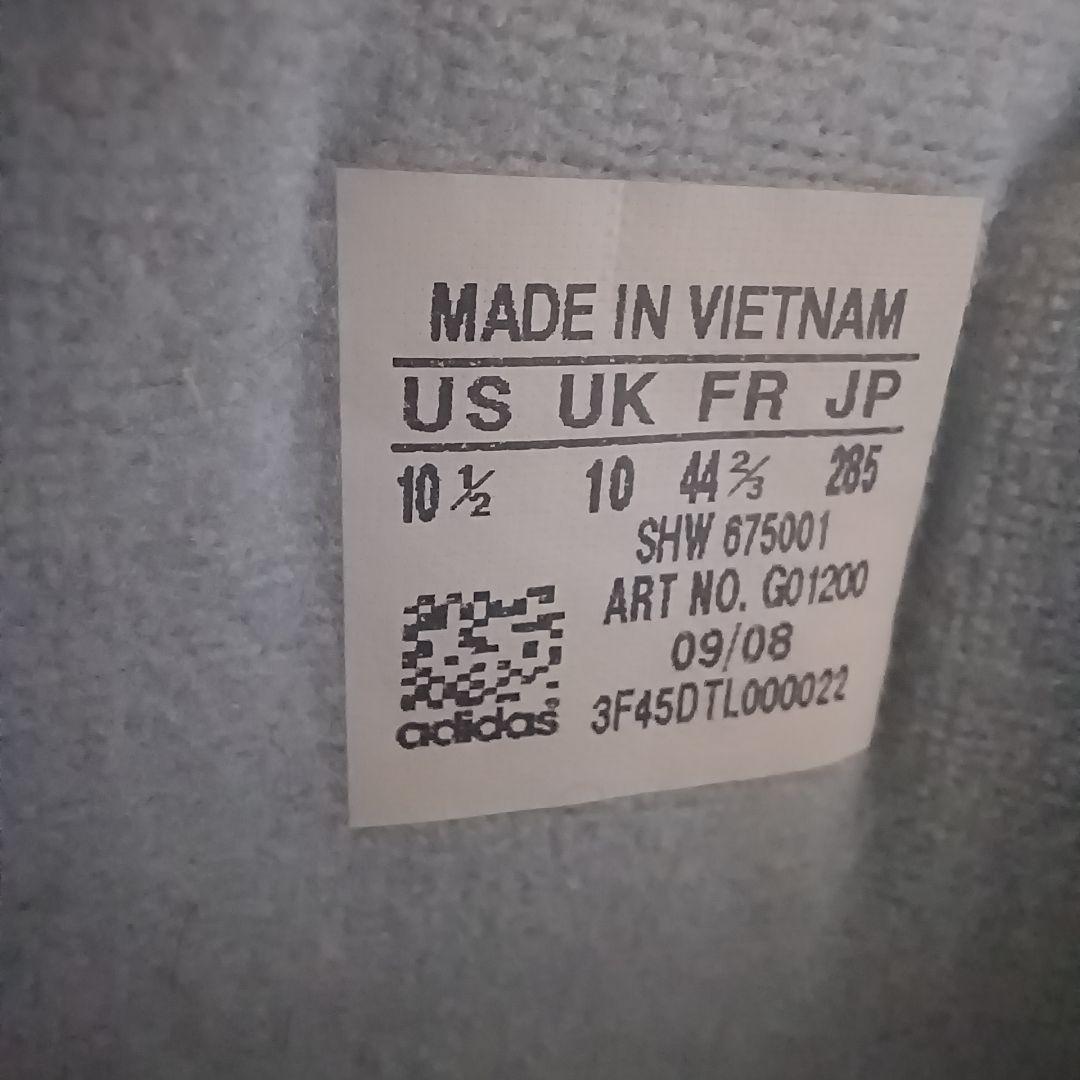 MADE IN VIETNAM
US UK FR JP
10 ½ 10 44 ⅔ 285
SHW 675001
ART NO. G01200
09/08
3F45DTL000022
adidas